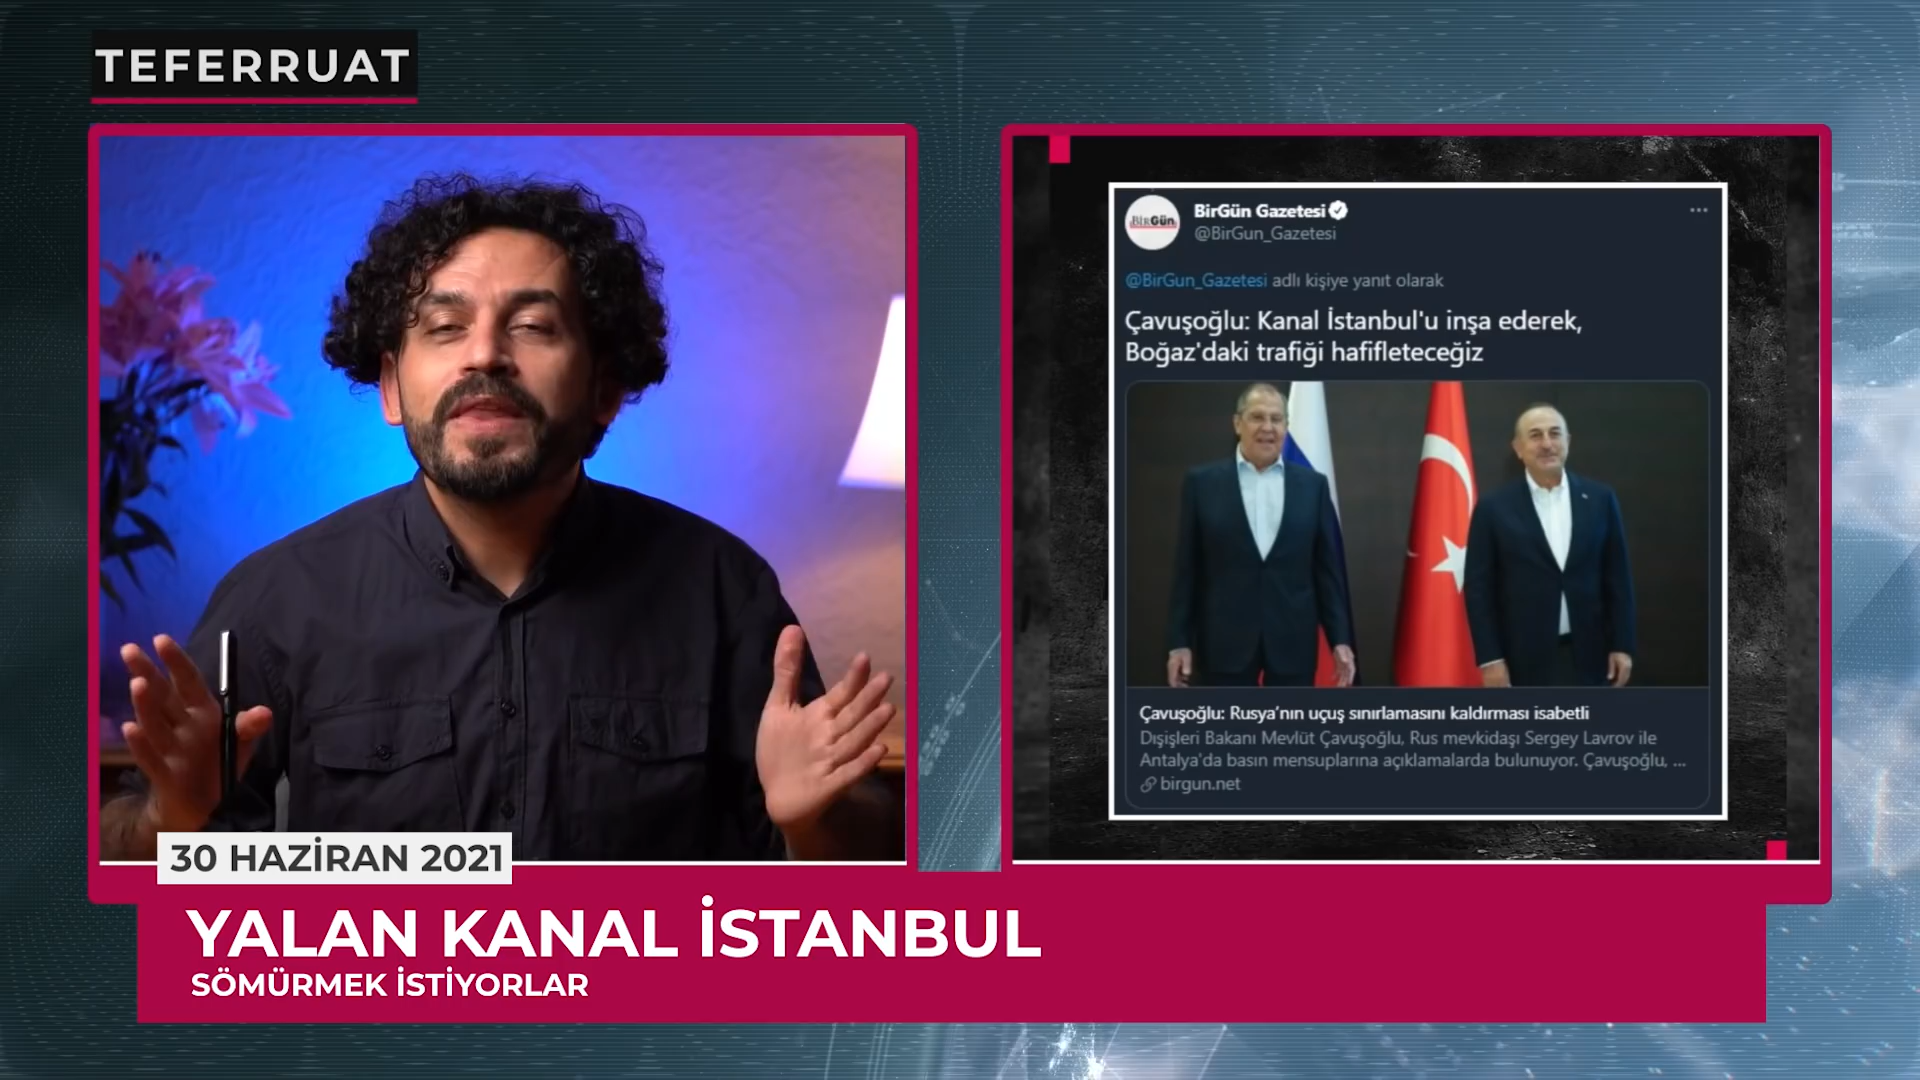 TEFERRUAT
BirGün
BirGün Gazetesi
@BirGun_Gazetesi
@BirGun_Gazetesi adlı kişiye yanıt olarak
Çavuşoğlu: Kanal İstanbul'u inşa ederek,
Boğaz'daki trafiği hafifleteceğiz
Çavuşoğlu: Rusya’nın uçuş sınırlamasını kaldırması isabetli
Dışişleri Bakanı Mevlüt Çavuşoğlu, Rus mevkidaşı Sergey Lavrov ile
Antalya'da basın mensuplarına açıklamalarda bulunuyor. Çavuşoğlu, ...
birgun.net
30 HAZİRAN 2021
YALAN KANAL İSTANBUL
SÖMÜRMEK İSTİYORLAR